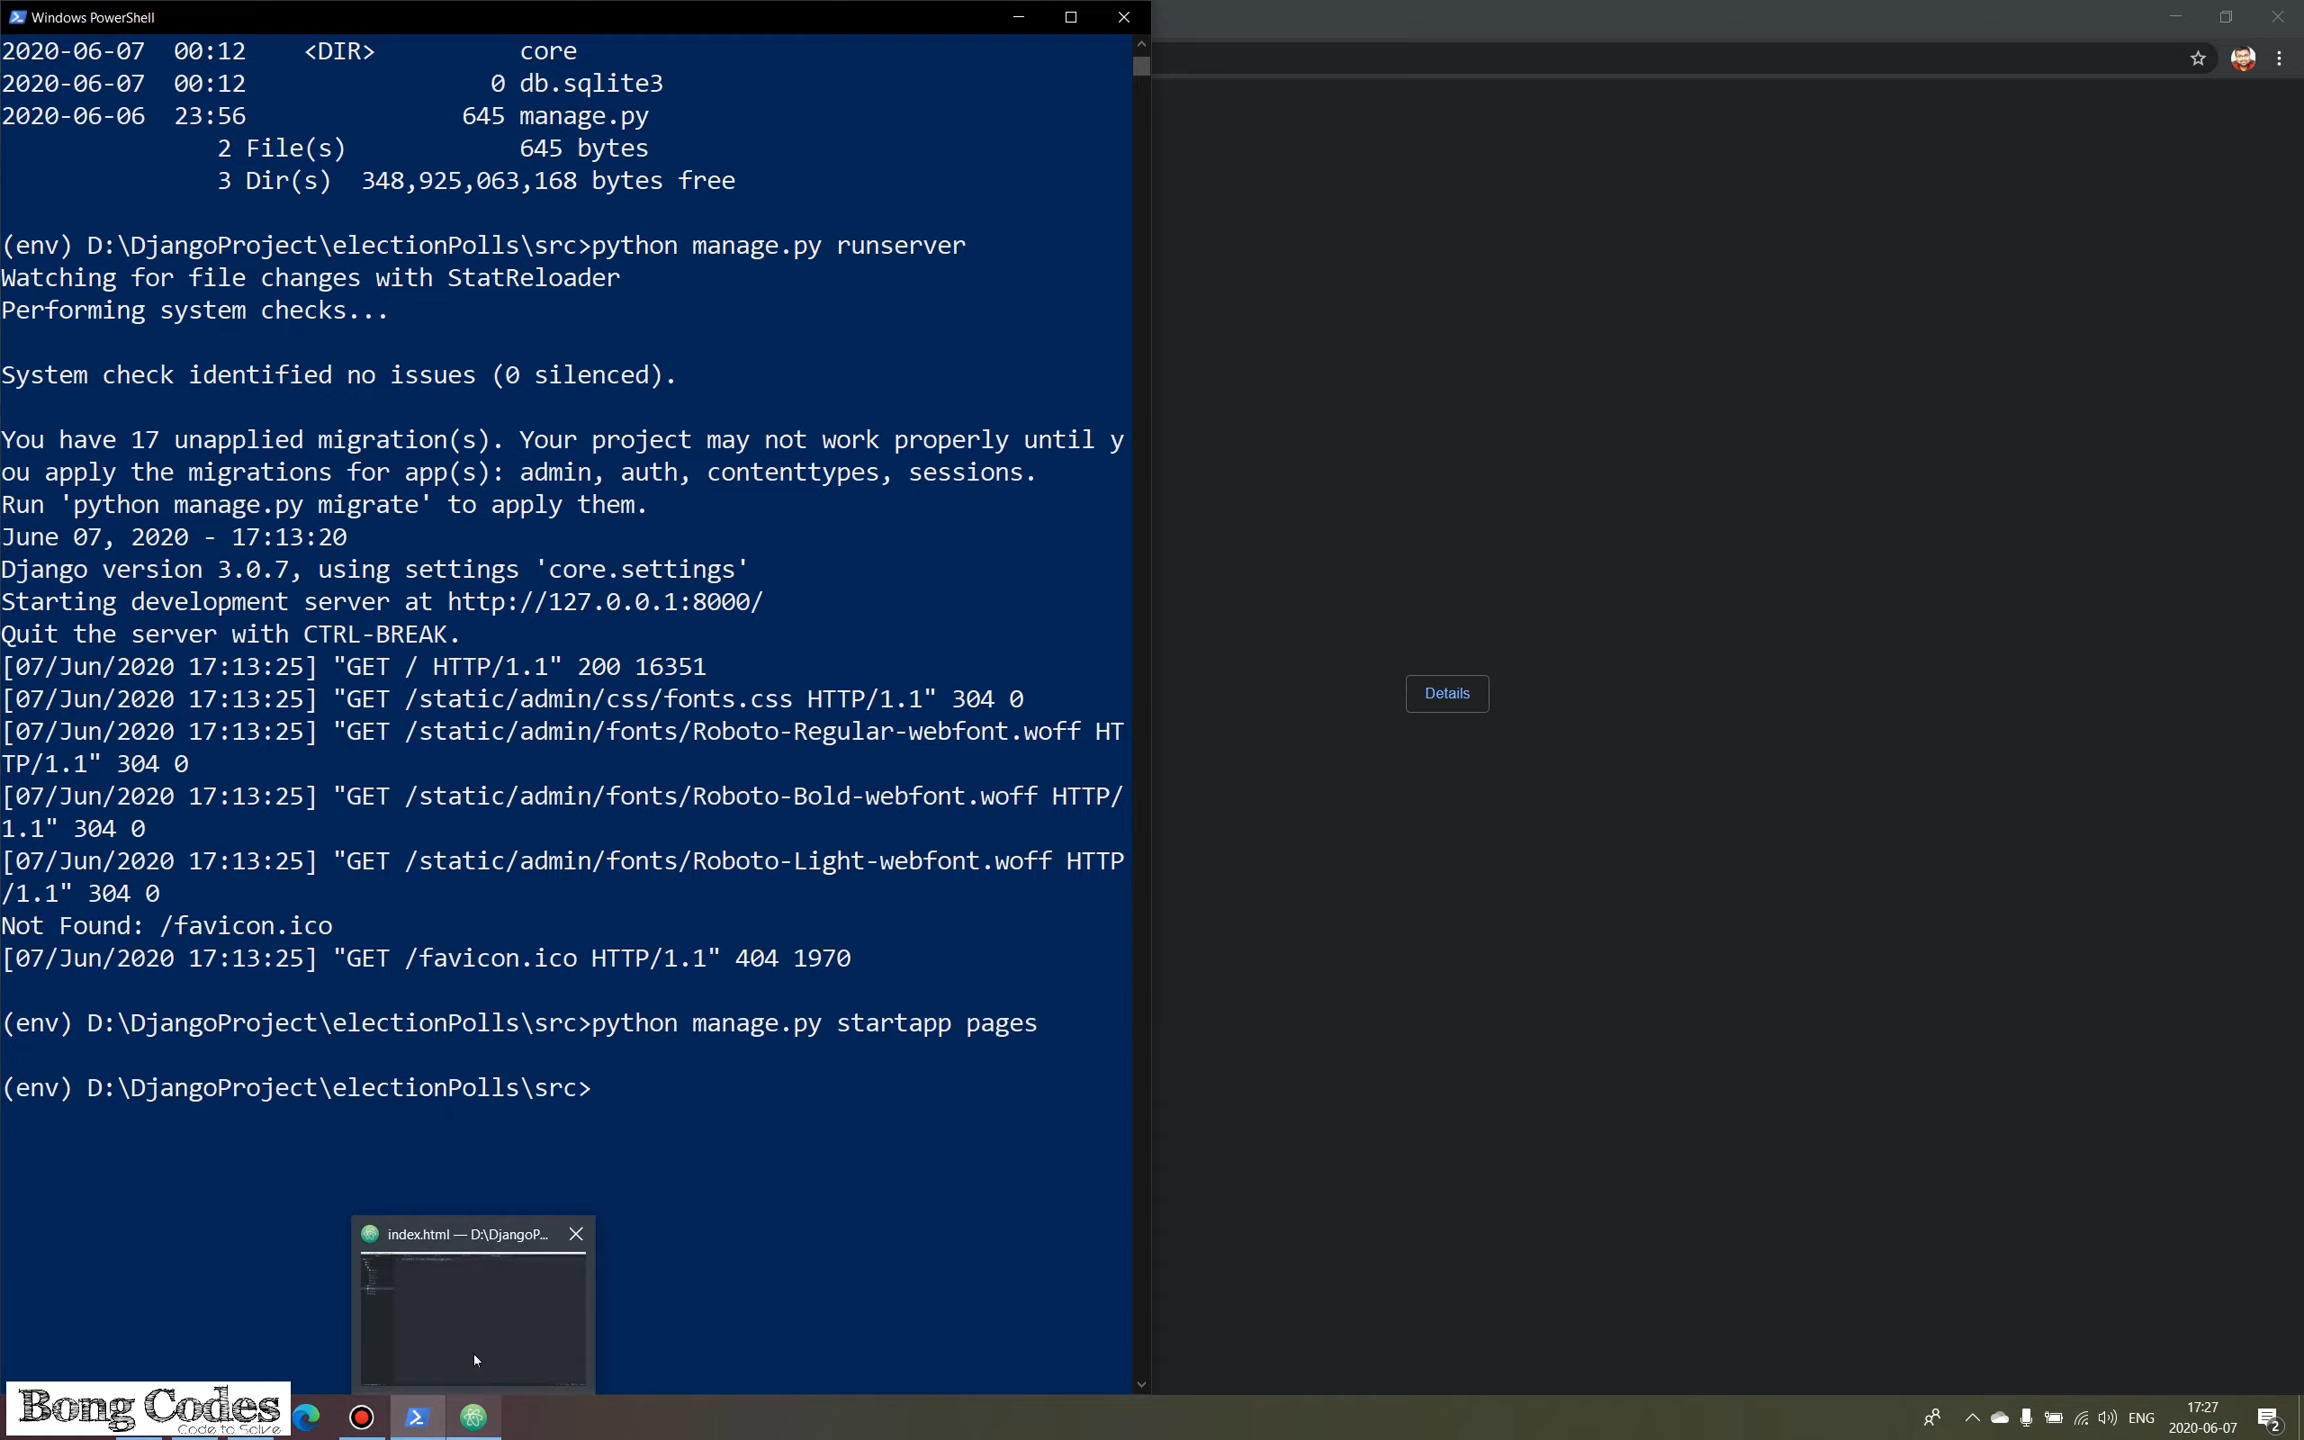 Windows PowerShell
2020-06-07  00:12    <DIR>          core
2020-06-07  00:12                 0 db.sqlite3
2020-06-06  23:56               645 manage.py
2 File(s)            645 bytes
3 Dir(s)  348,925,063,168 bytes free
(env) D:\DjangoProject\electionPolls\src>python manage.py runserver
Watching for file changes with StatReloader
Performing system checks...
System check identified no issues (0 silenced).
You have 17 unapplied migration(s). Your project may not work properly until y
ou apply the migrations for app(s): admin, auth, contenttypes, sessions.
Run 'python manage.py migrate' to apply them.
June 07, 2020 - 17:13:20
Django version 3.0.7, using settings 'core.settings'
Starting development server at http://127.0.0.1:8000/
Quit the server with CTRL-BREAK.
[07/Jun/2020 17:13:25] "GET / HTTP/1.1" 200 16351
[07/Jun/2020 17:13:25] "GET /static/admin/css/fonts.css HTTP/1.1" 304 0
[07/Jun/2020 17:13:25] "GET /static/admin/fonts/Roboto-Regular-webfont.woff HT
TP/1.1" 304 0
[07/Jun/2020 17:13:25] "GET /static/admin/fonts/Roboto-Bold-webfont.woff HTTP/
1.1" 304 0
[07/Jun/2020 17:13:25] "GET /static/admin/fonts/Roboto-Light-webfont.woff HTTP
/1.1" 304 0
Not Found: /favicon.ico
[07/Jun/2020 17:13:25] "GET /favicon.ico HTTP/1.1" 404 1970
(env) D:\DjangoProject\electionPolls\src>python manage.py startapp pages
(env) D:\DjangoProject\electionPolls\src>
Details
index.html — D:\DjangoP...
Bong Codes
Code to Solve
ENG
17:27
2020-06-07
2